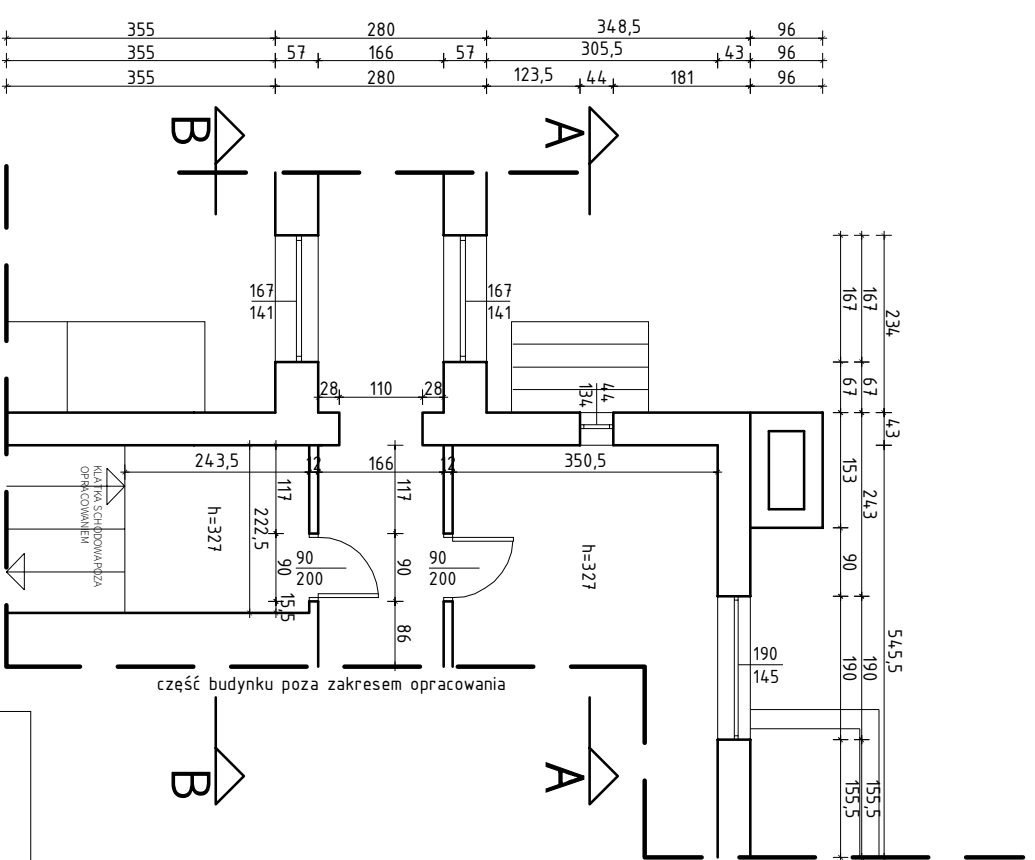 355 280 348,5 96
355 57 166 57 305,5 43 96
355 280 123,5 44 181 96
B A
167
141
167
141
44
134
28 110 28
243,5 12 166 12 350,5
117 117
h=327 222,5
90 90
15,5 86
90
200
90
200
h=327
KLATKA SCHODOWA POZA
OPRACOWANIEM
190
145
część budynku poza zakresem opracowania
B A
167 67 153 90 190 155,5
167 67 243 190 155,5
234 43 545,5